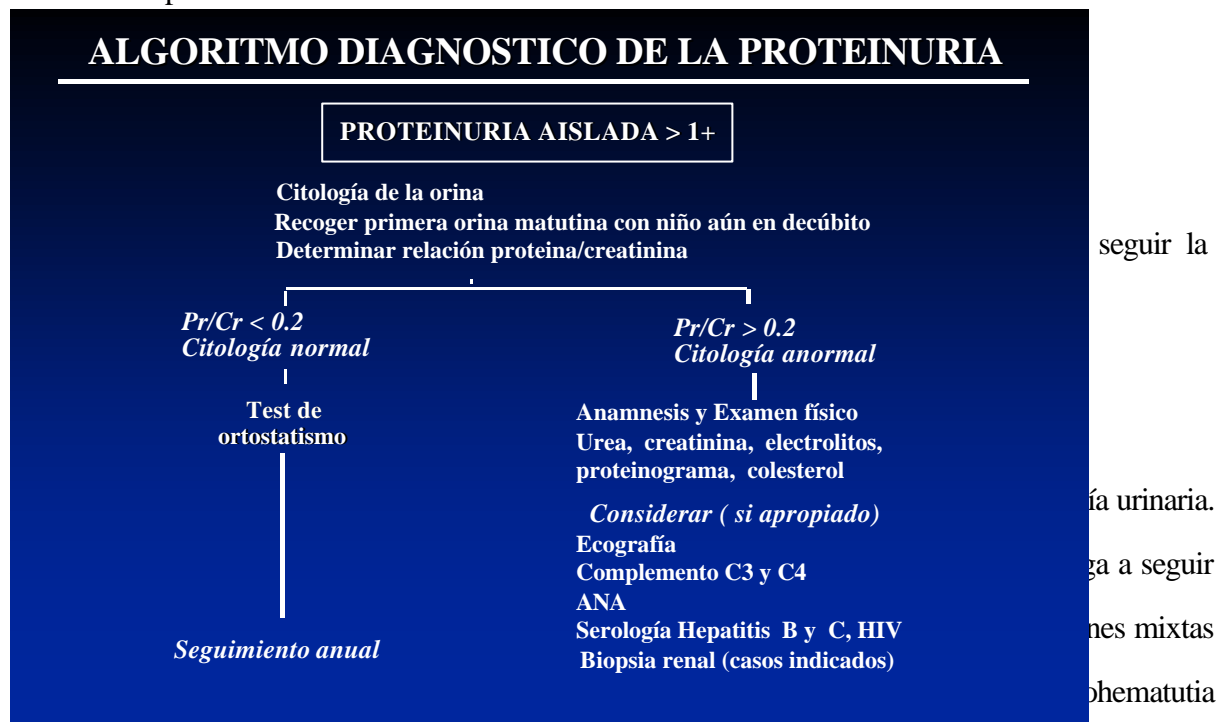 ALGORITMO DIAGNOSTICO DE LA PROTEINURIA
PROTEINURIA AISLADA > 1+
Citología de la orina
Recoger primera orina matutina con niño aún en decúbito
Determinar relación proteina/creatinina
seguir la
Pr/Cr < 0.2
Citología normal
Test de
ortostatismo
Seguimiento anual
Pr/Cr > 0.2
Citología anormal
Anamnesis y Examen físico
Urea, creatinina, electrolitos,
proteinograma, colesterol
Considerar ( si apropiado)
Ecografía
Complemento C3 y C4
ANA
Serología Hepatitis B y C, HIV
Biopsia renal (casos indicados)
ía urinaria.
a seguir
mixtas
ohematutia